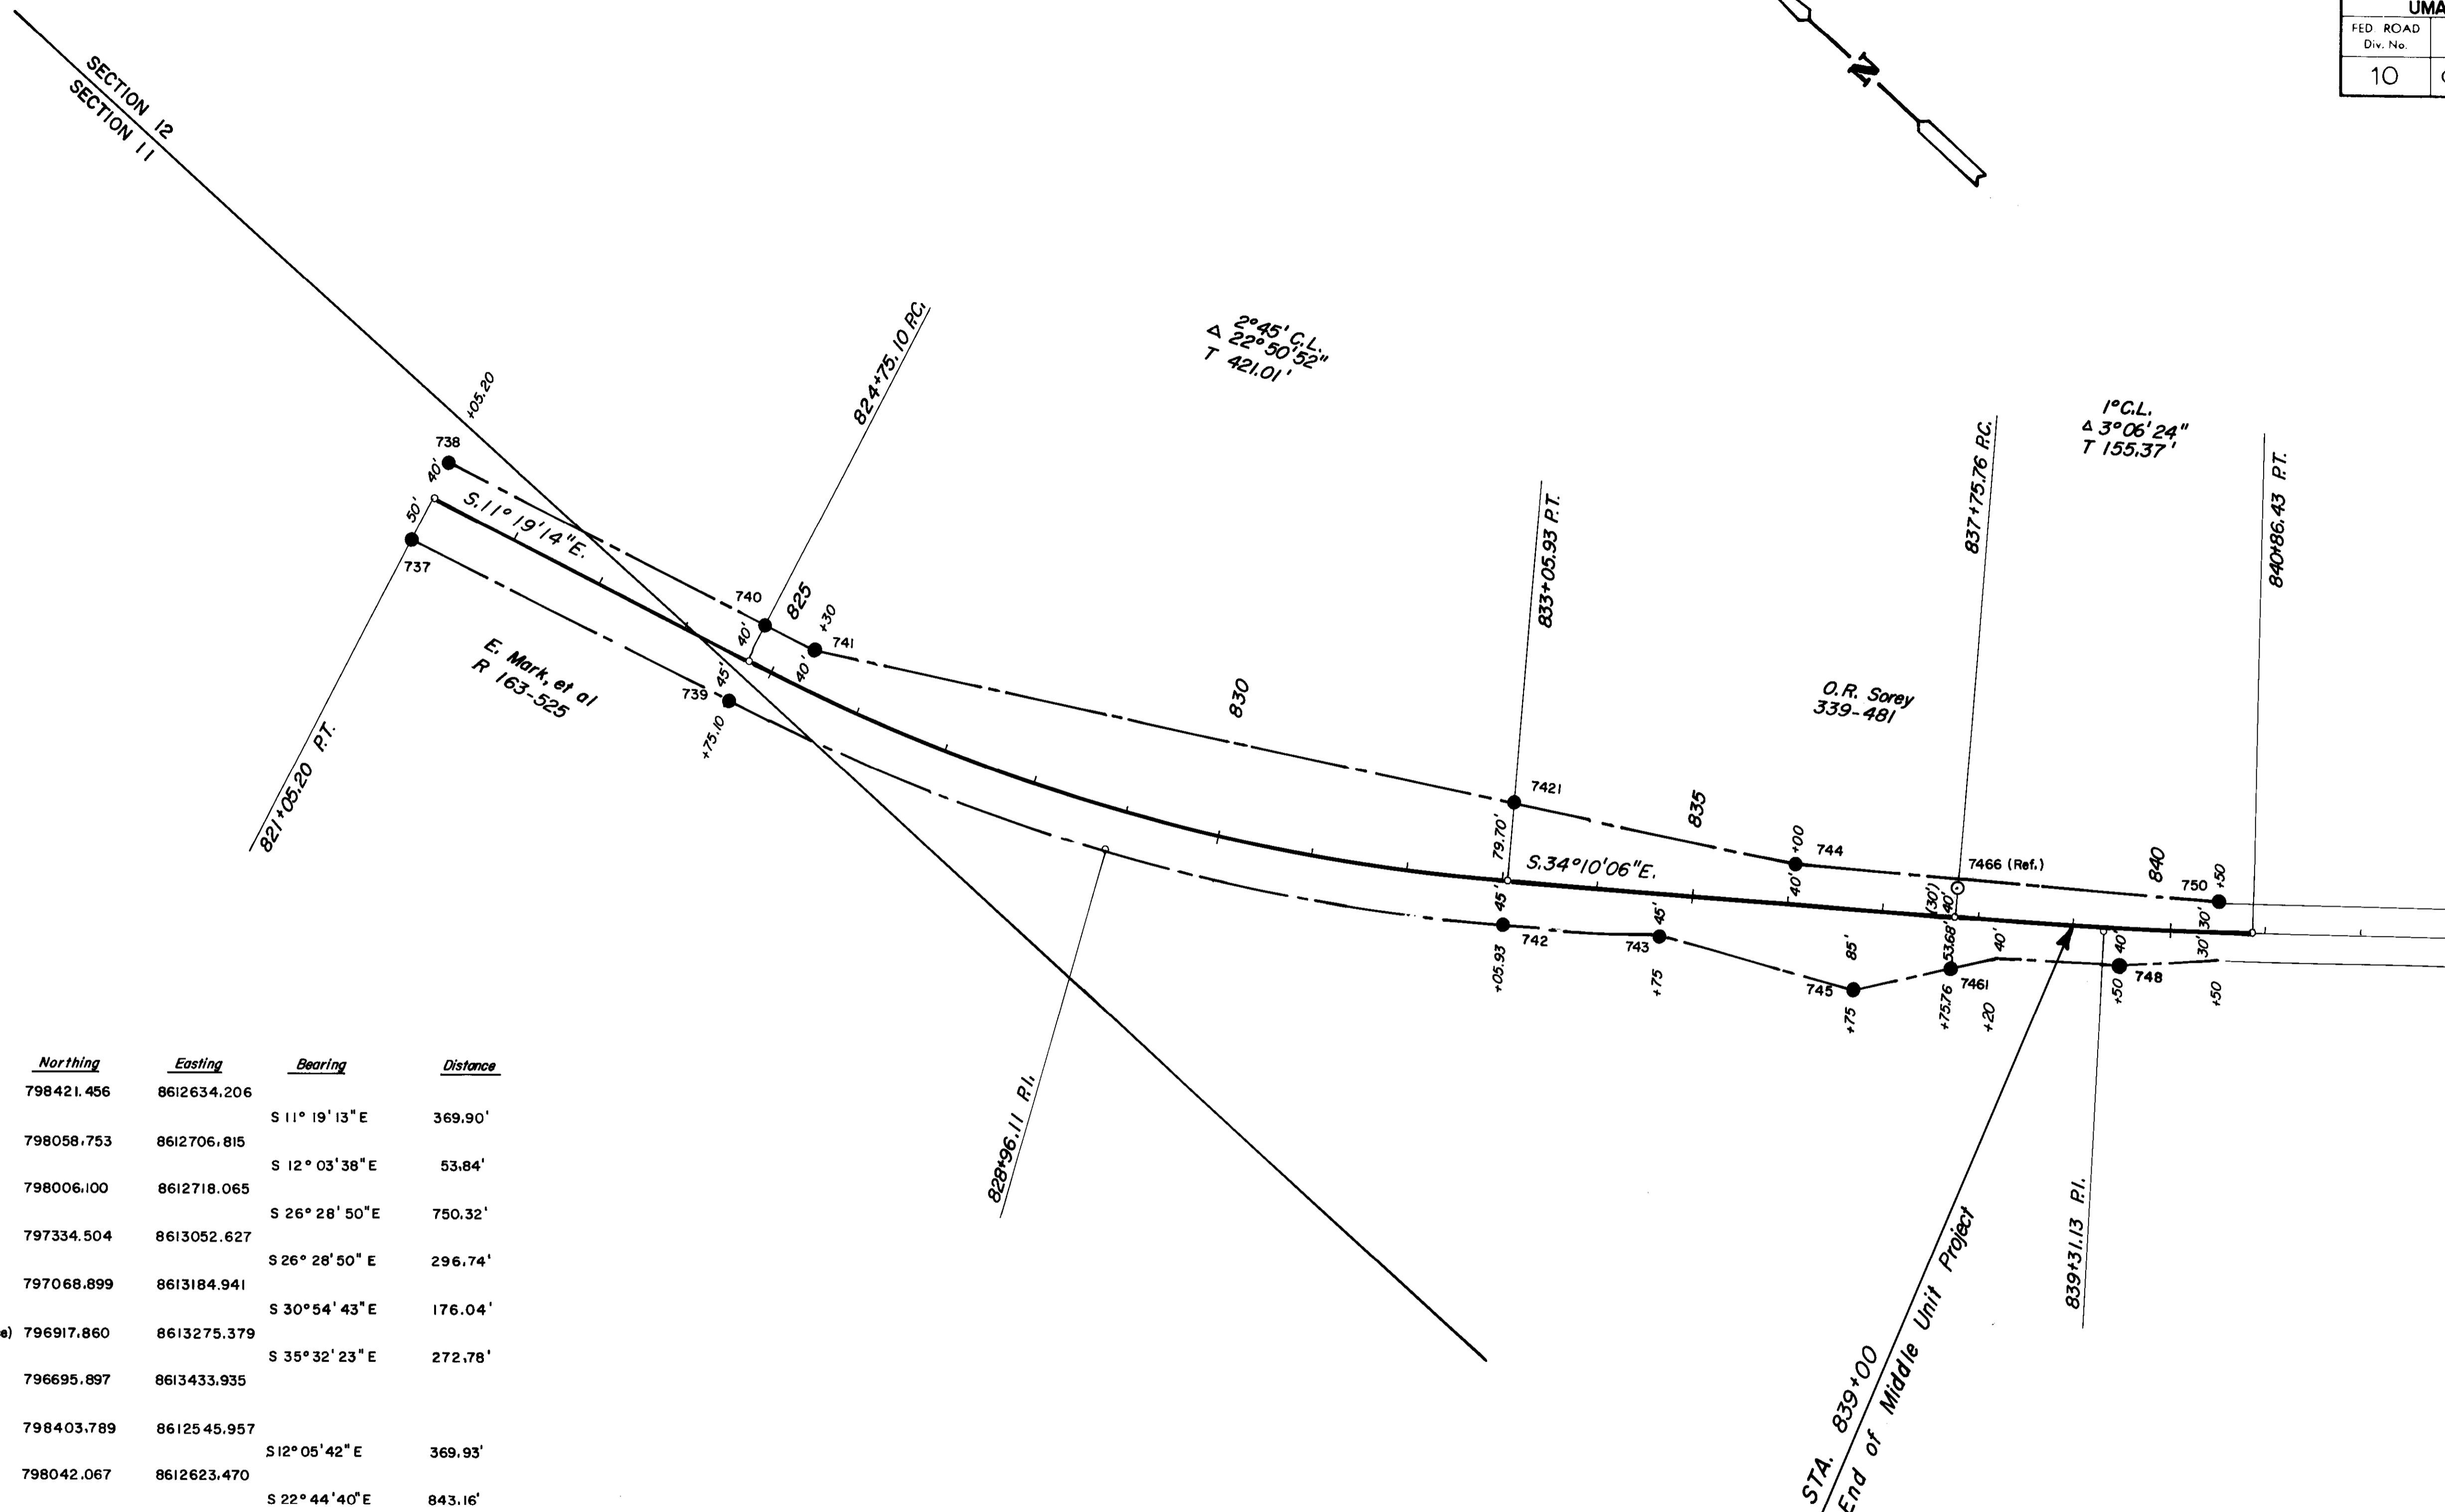 UMA
FED ROAD
Div. No.
10
N
SECTION 12
SECTION 11
+05.20
738
40'
50'
737
S.11°19'14"E.
821+05.20 P.T.
E. Mark, et al
R 163-525
824+75.10 P.C.
740
825
+30
741
40'
40'
45'
739
+75.10
2°45' C.L.
Δ 22°50'52"
T 421.01'
830
828+96.11 P.I.
833+05.93 P.T.
7421
79.70'
S.34°10'06"E.
45'
742
+05.93
45'
743
+75
835
+00
744
40'
O.R. Sorey
339-481
837+75.76 P.C.
7466 (Ref.)
(30')
40'
53.68'
85'
745
+75
7461
+75.76
40'
+20
1°C.L.
Δ 3°06'24"
T 155.37'
840+86.43 P.T.
840
750
+50
30'
30'
+50
40'
748
+50
839+31.13 P.I.
STA. 839+00
End of Middle Unit Project
Northing Easting Bearing Distance
798421.456 8612634.206
S 11° 19' 13" E 369.90'
798058.753 8612706.815
S 12° 03' 38" E 53.84'
798006.100 8612718.065
S 26° 28' 50" E 750.32'
797334.504 8613052.627
S 26° 28' 50" E 296.74'
797068.899 8613184.941
S 30° 54' 43" E 176.04'
e) 796917.860 8613275.379
S 35° 32' 23" E 272.78'
796695.897 8613433.935
798403.789 8612545.957
S 12° 05' 42" E 369.93'
798042.067 8612623.470
S 22° 44' 40" E 843.16'